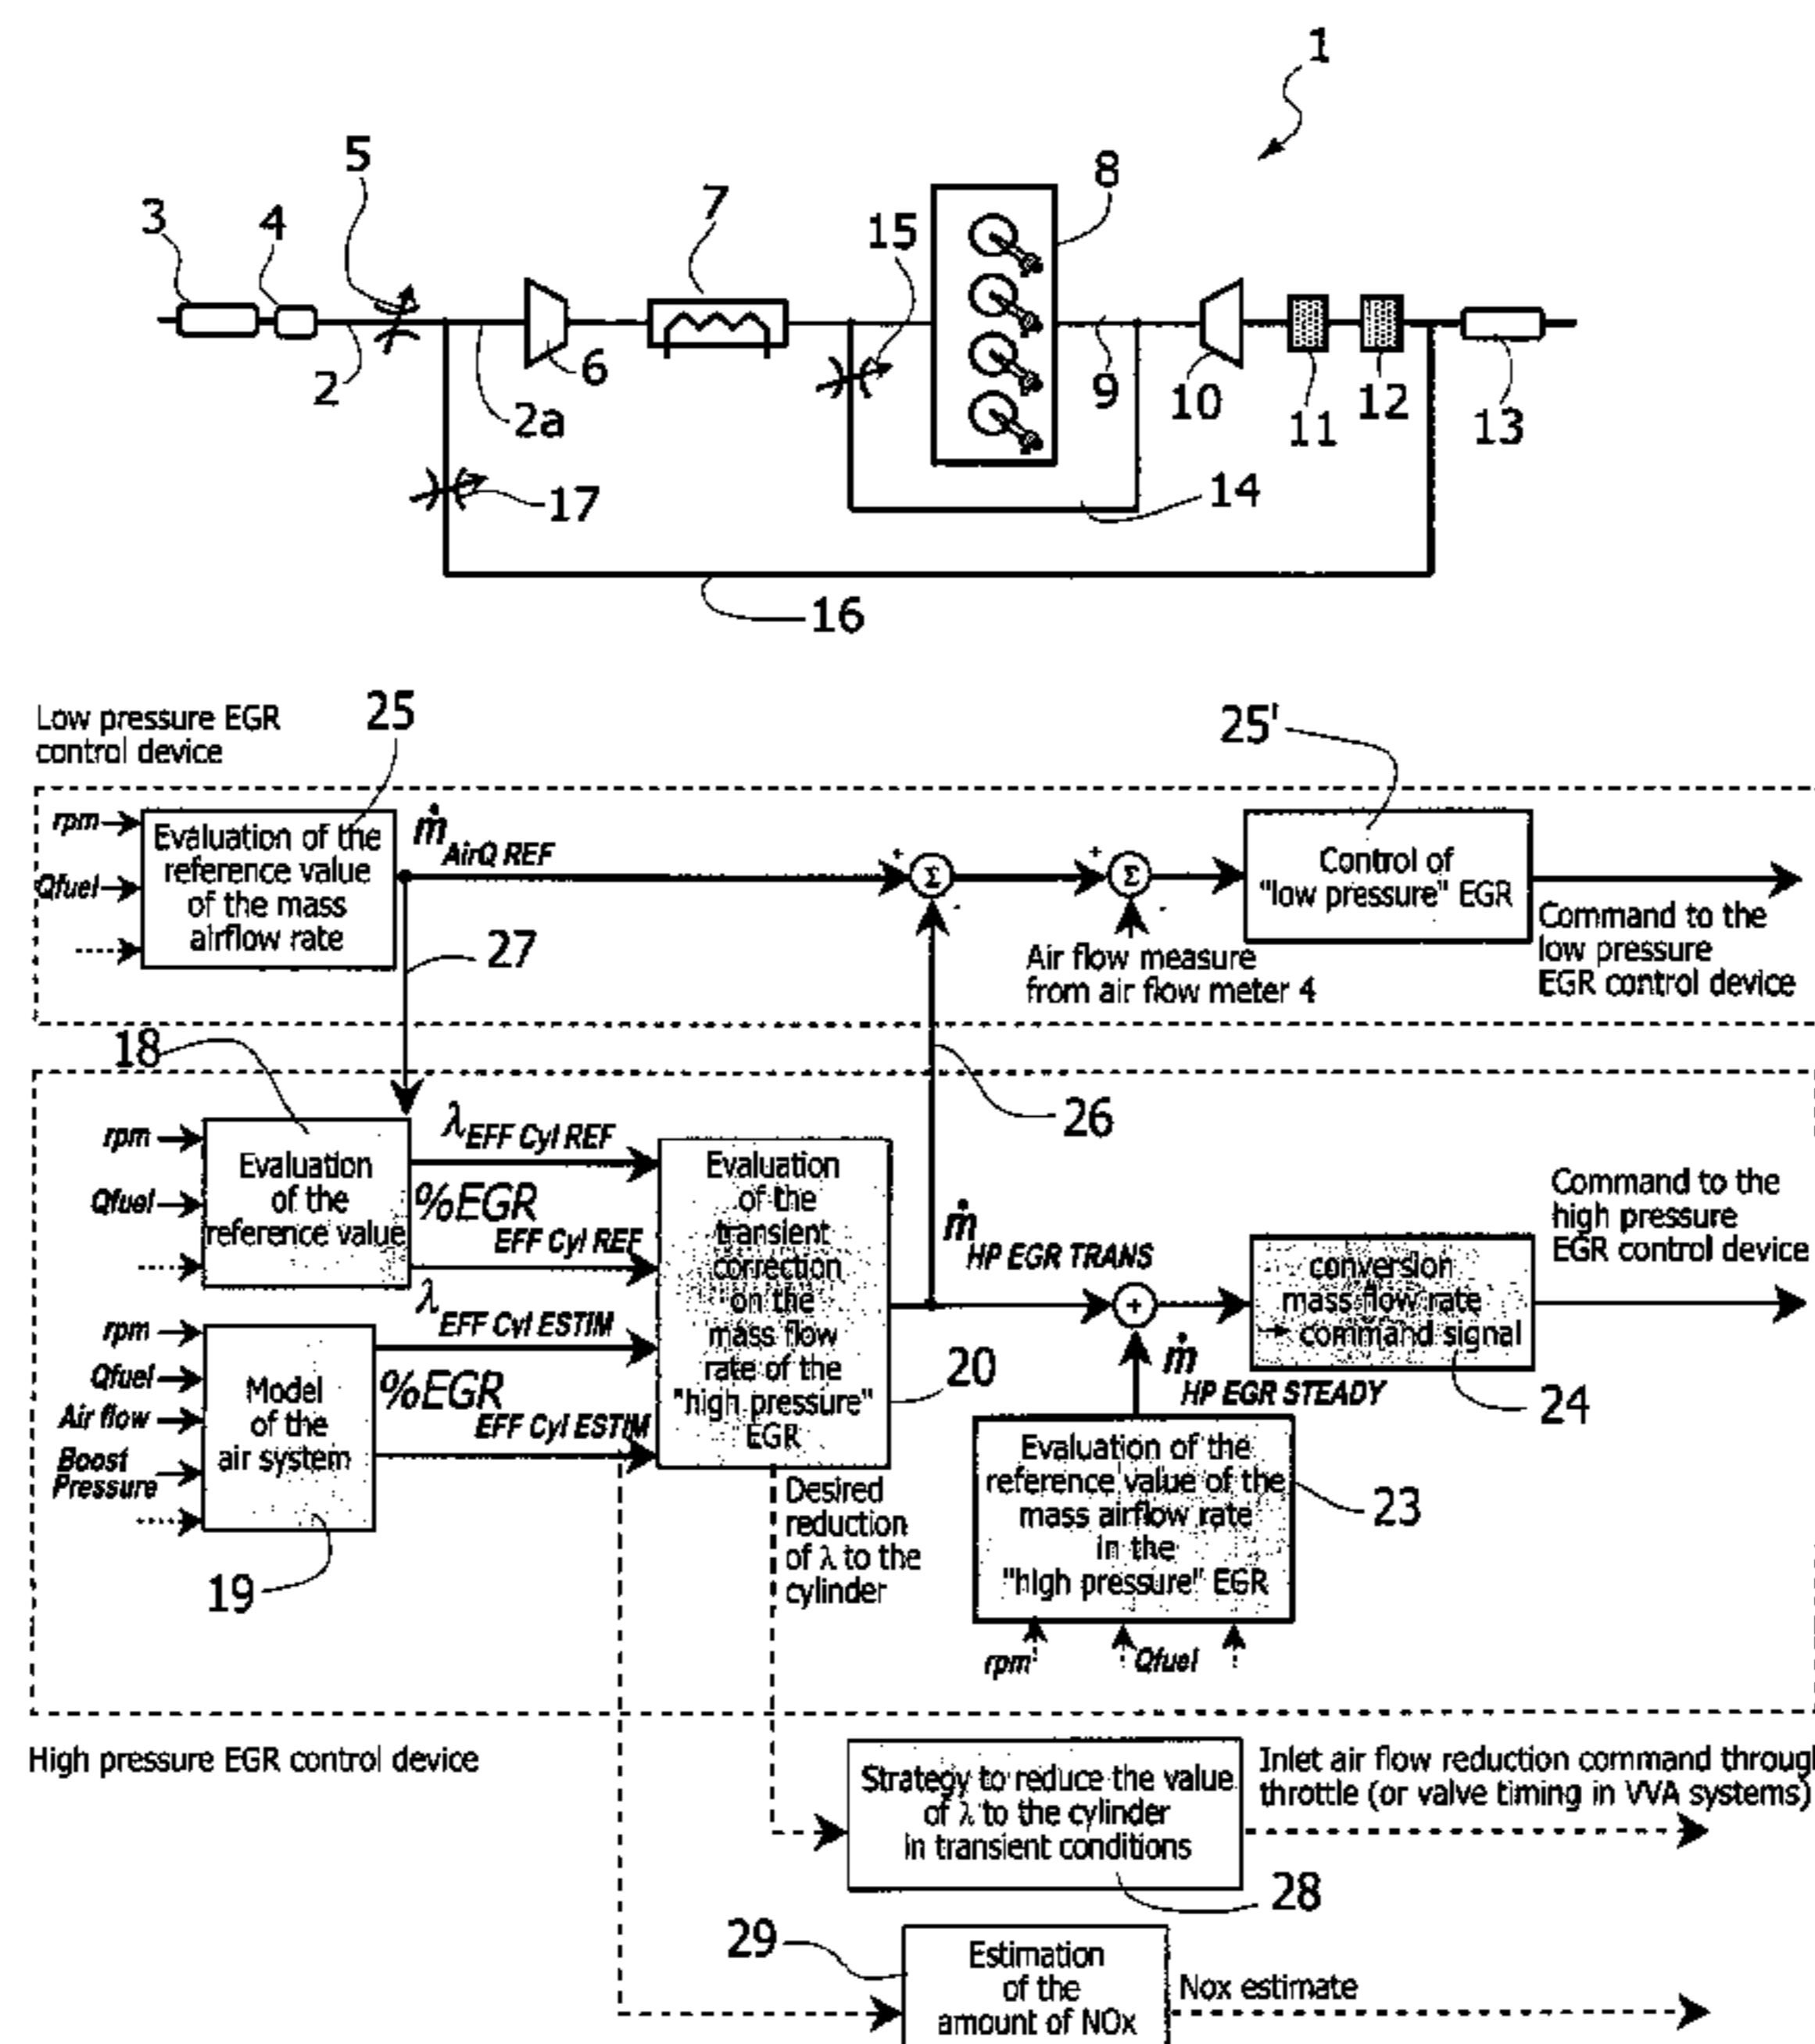 1
5
8
7
3
4
15
2
2a
6
9
10
11
12
13
17
14
16
Low pressure EGR
control device
25
25'
rpm
Qfuel
Evaluation of the
reference value
of the mass
airflow rate
ṁ AirQ REF
+
Σ
-
+
Σ
-
Control of
"low pressure" EGR
Command to the
low pressure
EGR control device
Air flow measure
from air flow meter 4
27
18
26
rpm
Qfuel
Evaluation
of the
reference value
λ EFF Cyl REF
%EGR
EFF Cyl REF
λ EFF Cyl ESTIM
%EGR
EFF Cyl ESTIM
rpm
Qfuel
Air flow
Boost
Pressure
Model
of the
air system
19
Evaluation
of the
transient
correction
on the
mass flow
rate of the
"high pressure"
EGR
20
ṁ HP EGR TRANS
+
ṁ HP EGR STEADY
conversion
mass flow rate
→ command signal
24
Command to the
high pressure
EGR control device
Evaluation of the
reference value of the
mass airflow rate
in the
"high pressure" EGR
23
rpm
Qfuel
Desired
reduction
of λ to the
cylinder
High pressure EGR control device
Strategy to reduce the value
of λ to the cylinder
in transient conditions
28
Inlet air flow reduction command through
throttle (or valve timing in VVA systems)
29
Estimation
of the
amount of NOx
Nox estimate